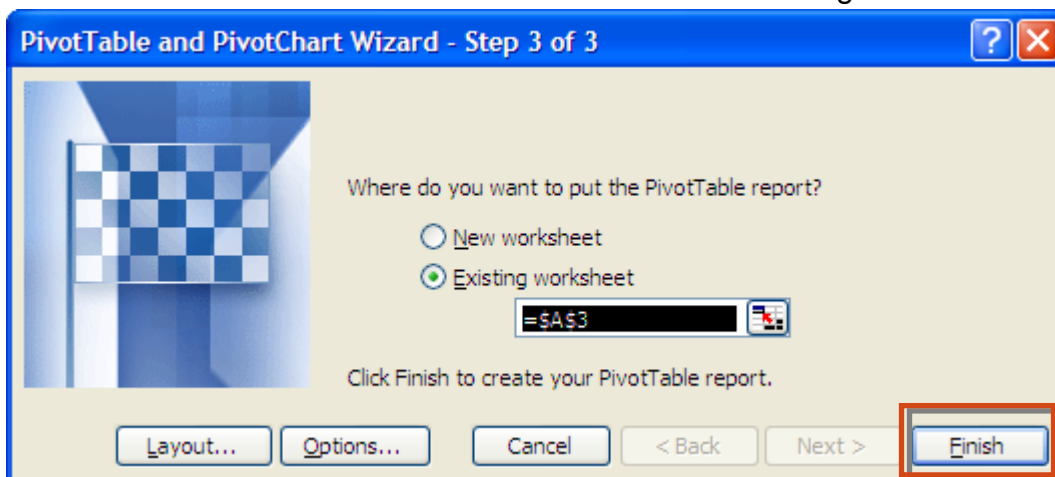 PivotTable and PivotChart Wizard - Step 3 of 3
Where do you want to put the PivotTable report?
New worksheet
Existing worksheet
=$A$3
Click Finish to create your PivotTable report.
Layout... Options... Cancel < Back Next > Finish